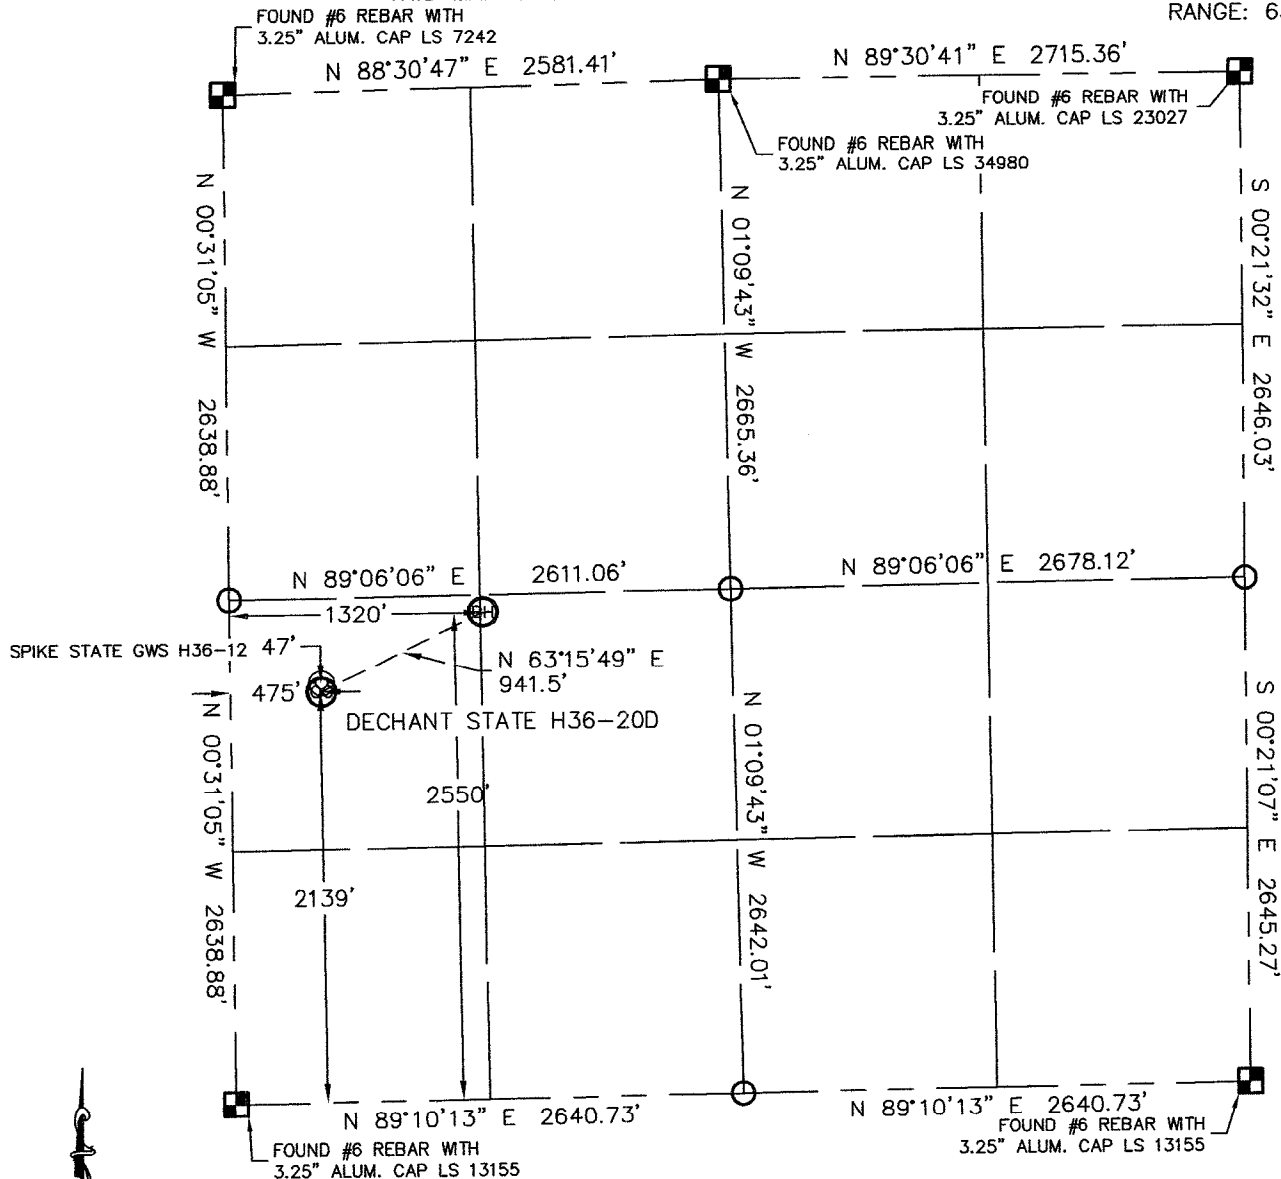 RANGE: 6
FOUND #6 REBAR WITH
3.25" ALUM. CAP LS 7242
N 88°30'47" E 2581.41'
N 89°30'41" E 2715.36'
FOUND #6 REBAR WITH
3.25" ALUM. CAP LS 23027
FOUND #6 REBAR WITH
3.25" ALUM. CAP LS 34980
N 00°31'05" W 2638.88'
N 01°09'43" W 2665.36'
S 00°21'32" E 2646.03'
N 89°06'06" E 2611.06'
N 89°06'06" E 2678.12'
1320'
BH
SPIKE STATE GWS H36-12 47'
N 63°15'49" E
941.5'
475'
DECHANT STATE H36-20D
N 00°31'05" W 2638.88'
N 01°09'43" W 2642.01'
S 00°21'07" E 2645.27'
2550'
2139'
N 89°10'13" E 2640.73'
N 89°10'13" E 2640.73'
FOUND #6 REBAR WITH
3.25" ALUM. CAP LS 13155
FOUND #6 REBAR WITH
3.25" ALUM. CAP LS 13155